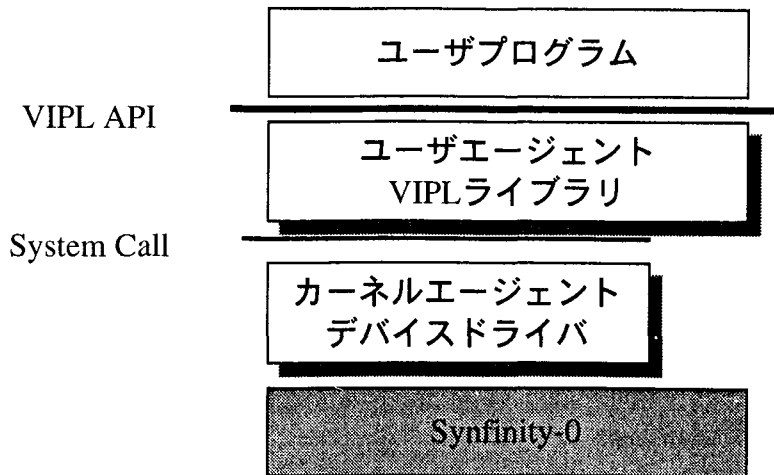 ユーザプログラム
VIPL API
ユーザエージェント
VIPLライブラリ
System Call
カーネルエージェント
デバイスドライバ
Synfinity-0